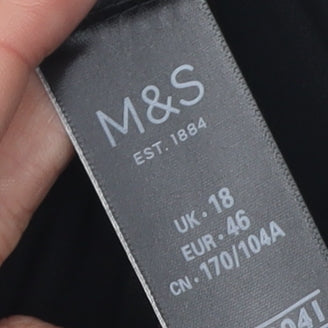 M&S
EST. 1884
UK • 18
EUR • 46
CN • 170/104A